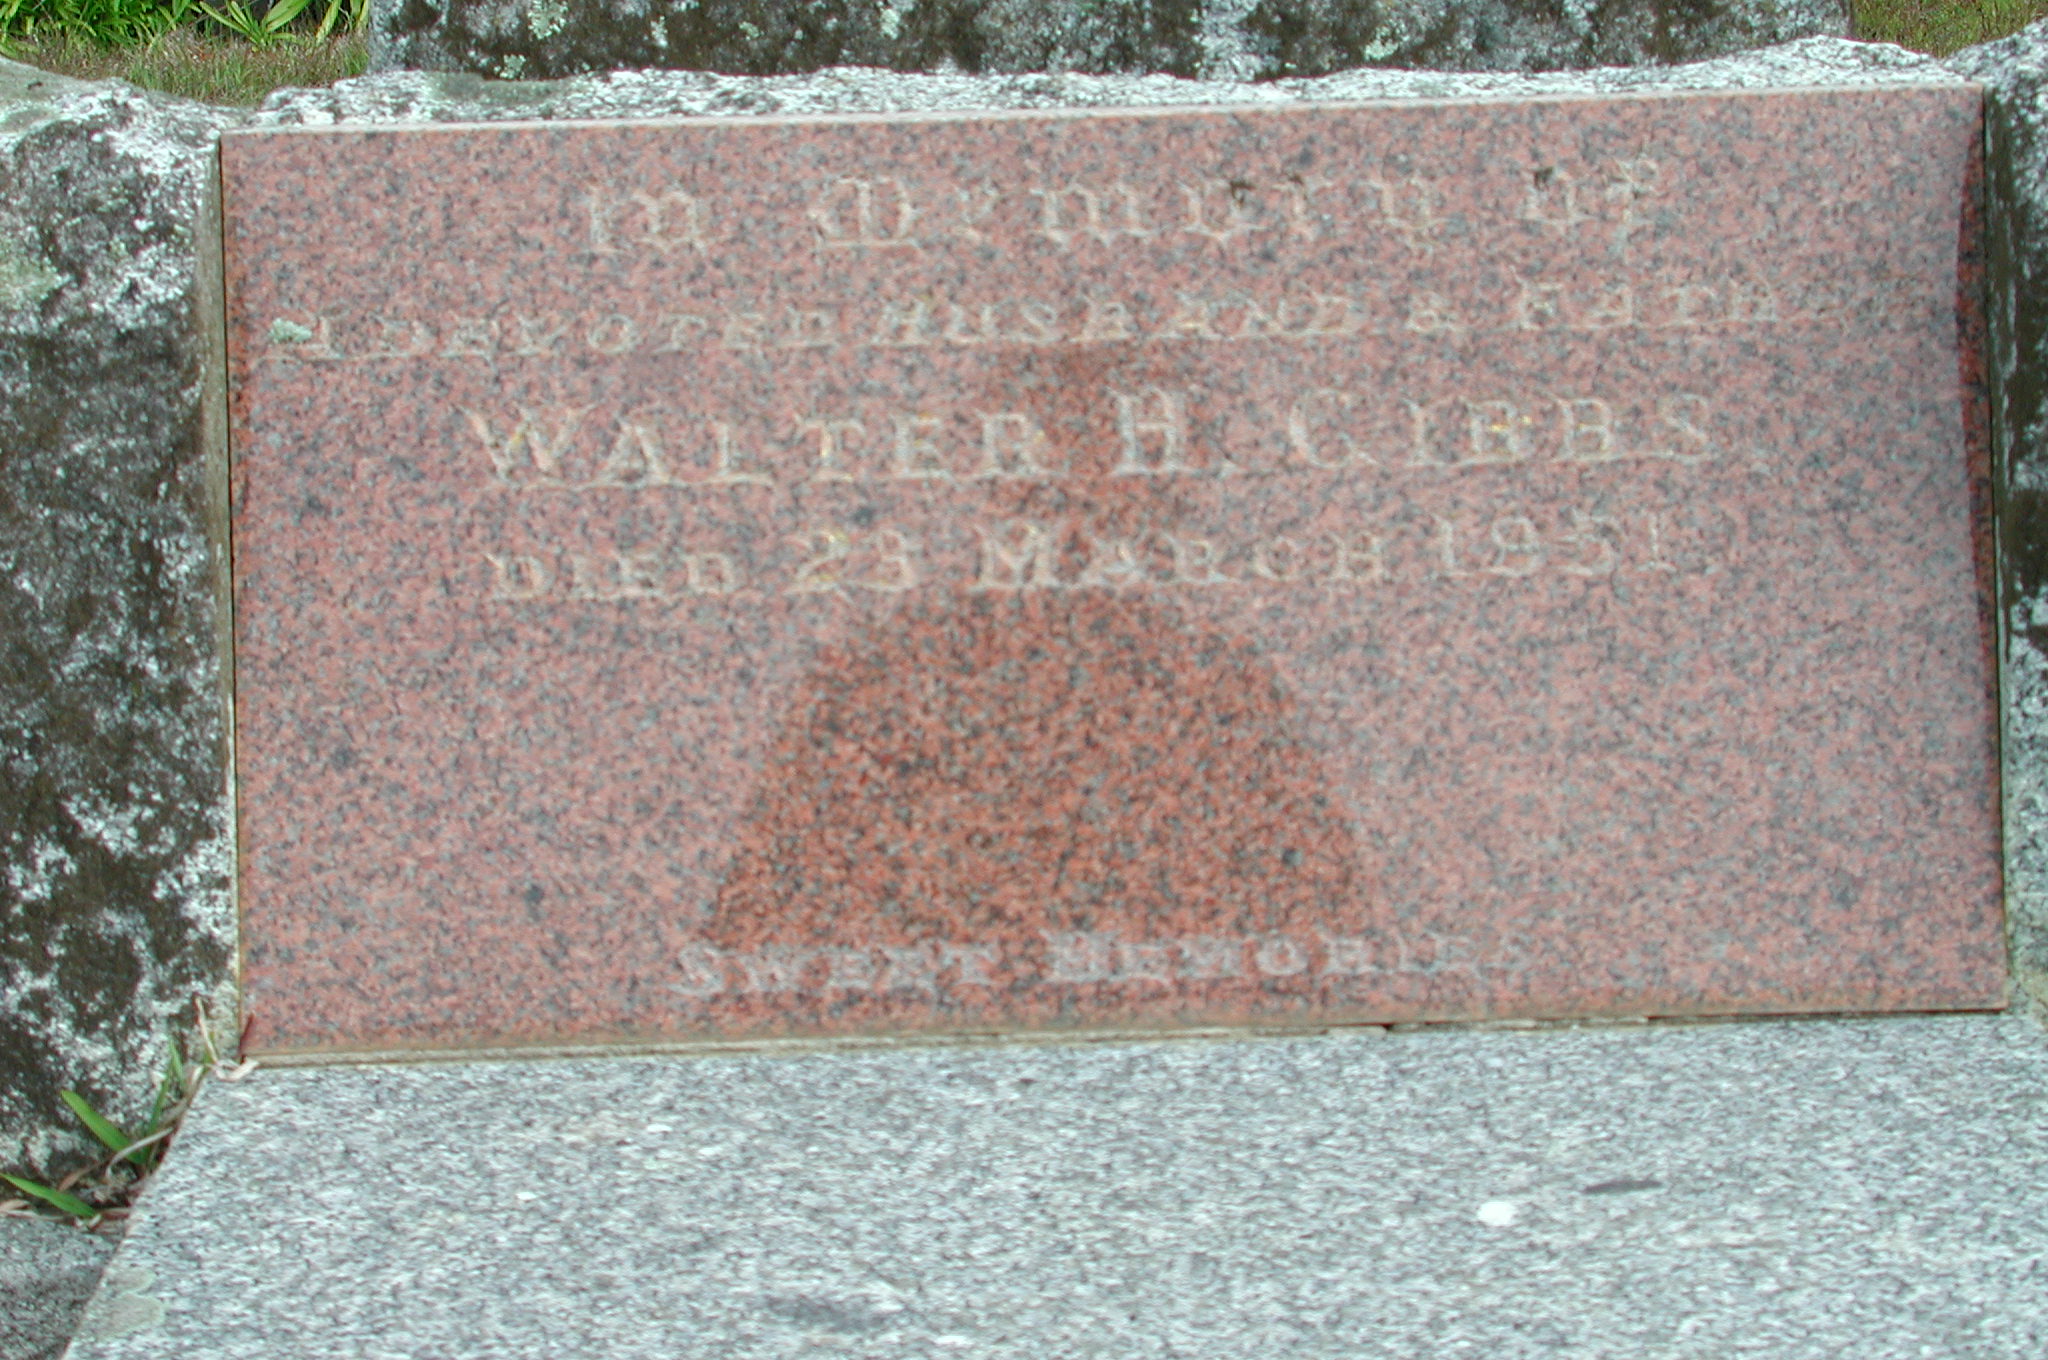 In Memory of
A DEVOTED HUSBAND & FATHER
WALTER H. GIBBS
DIED 23 MARCH 1951
SWEET MEMORIES